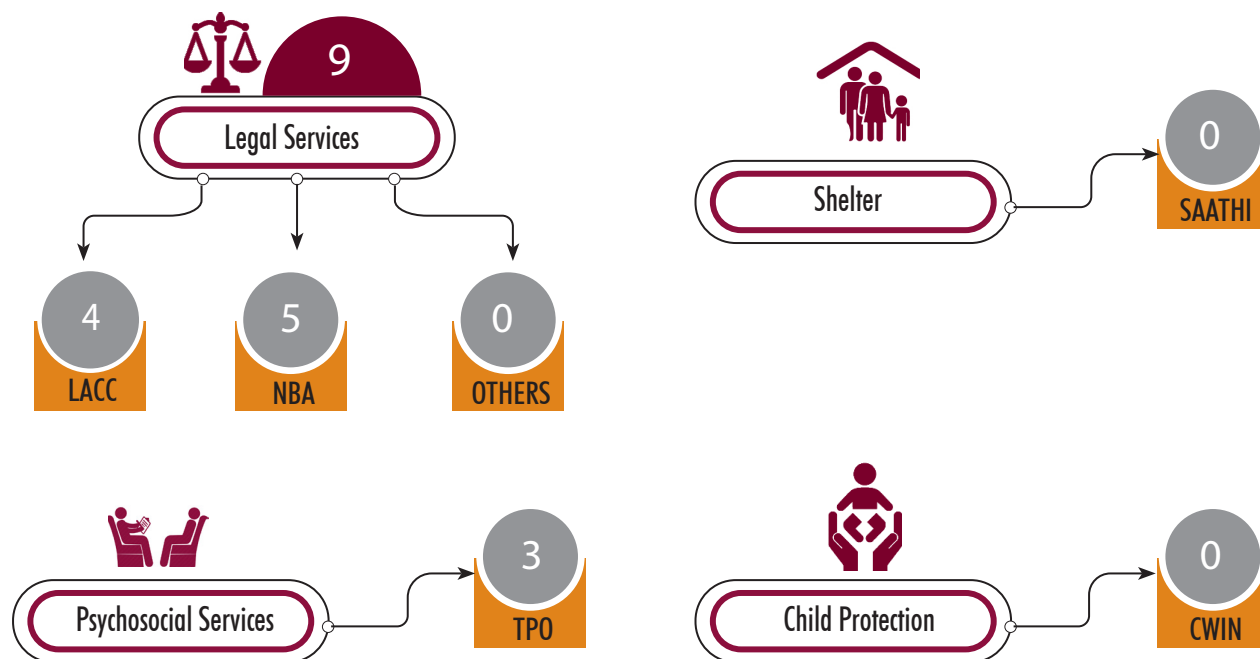 9
Legal Services
4
LACC
5
NBA
0
OTHERS
Shelter
0
SAATHI
Psychosocial Services
3
TPO
Child Protection
0
CWIN